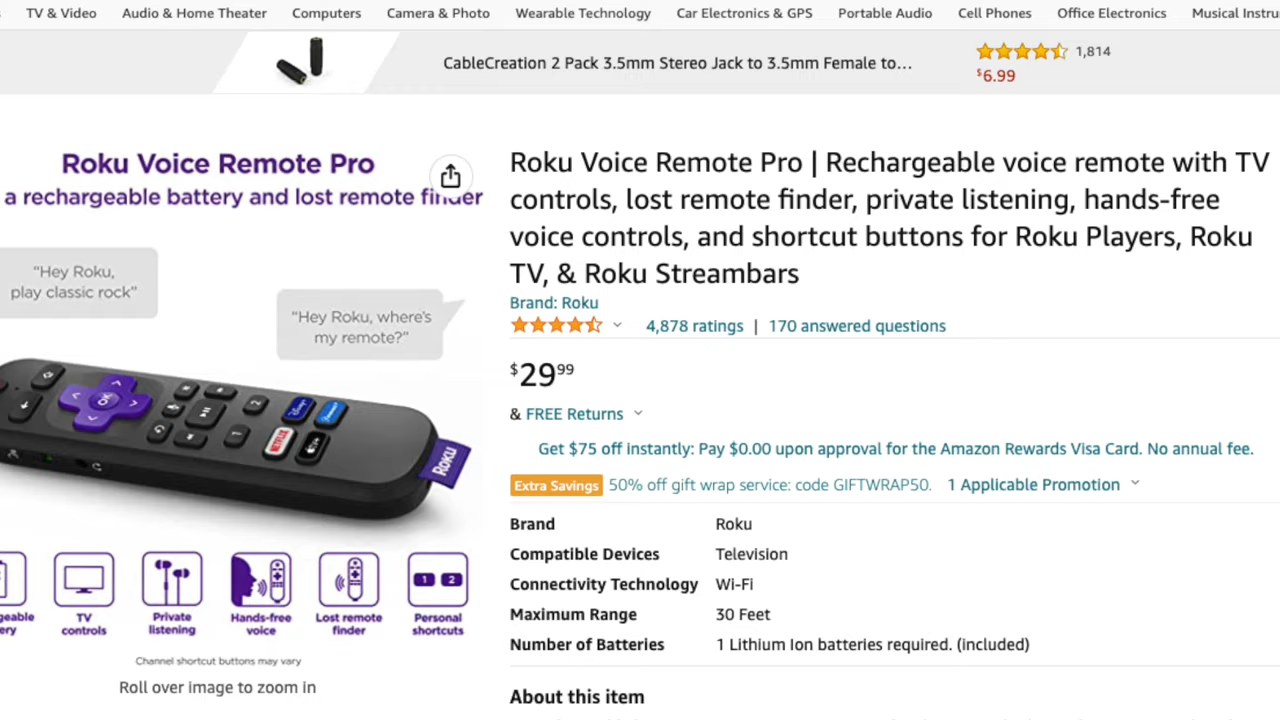 TV & Video Audio & Home Theater Computers Camera & Photo Wearable Technology Car Electronics & GPS Portable Audio Cell Phones Office Electronics Musical Instru
CableCreation 2 Pack 3.5mm Stereo Jack to 3.5mm Female to…
1,814
$6.99
Roku Voice Remote Pro
a rechargeable battery and lost remote finder
“Hey Roku,
play classic rock”
“Hey Roku, where’s
my remote?”
OK
NETFLIX
Roku
geable
ery
TV
controls
Private
listening
Hands-free
voice
Lost remote
finder
1 2
Personal
shortcuts
Channel shortcut buttons may vary
Roll over image to zoom in
Roku Voice Remote Pro | Rechargeable voice remote with TV
controls, lost remote finder, private listening, hands-free
voice controls, and shortcut buttons for Roku Players, Roku
TV, & Roku Streambars
Brand: Roku
4,878 ratings | 170 answered questions
$29.99
& FREE Returns
Get $75 off instantly: Pay $0.00 upon approval for the Amazon Rewards Visa Card. No annual fee.
Extra Savings 50% off gift wrap service: code GIFTWRAP50. 1 Applicable Promotion
Brand Roku
Compatible Devices Television
Connectivity Technology Wi-Fi
Maximum Range 30 Feet
Number of Batteries 1 Lithium Ion batteries required. (included)
About this item